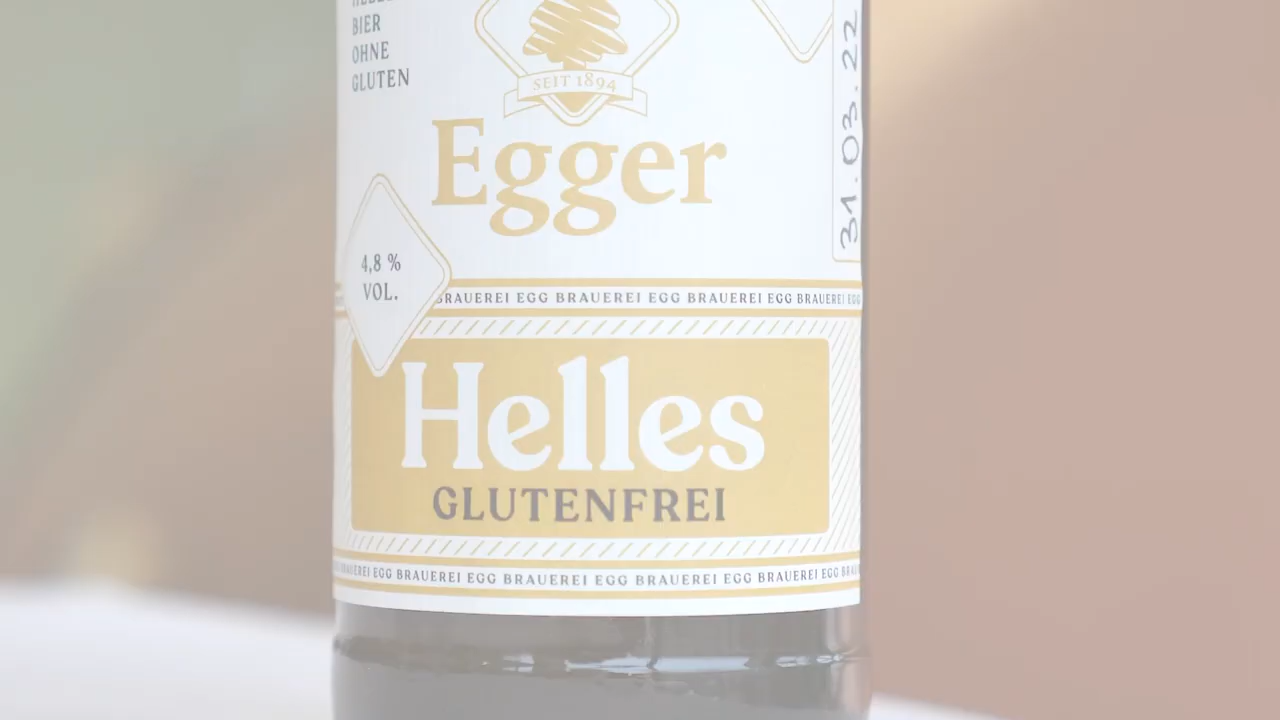 BIER
OHNE
GLUTEN
SEIT 1894
Egger
31.03.22
4,8 %
VOL.
BRAUEREI EGG BRAUEREI EGG BRAUEREI EGG BRAUEREI EGG
Helles
GLUTENFREI
BRAUEREI EGG BRAUEREI EGG BRAUEREI EGG BRAUEREI EGG BRAUEREI EGG